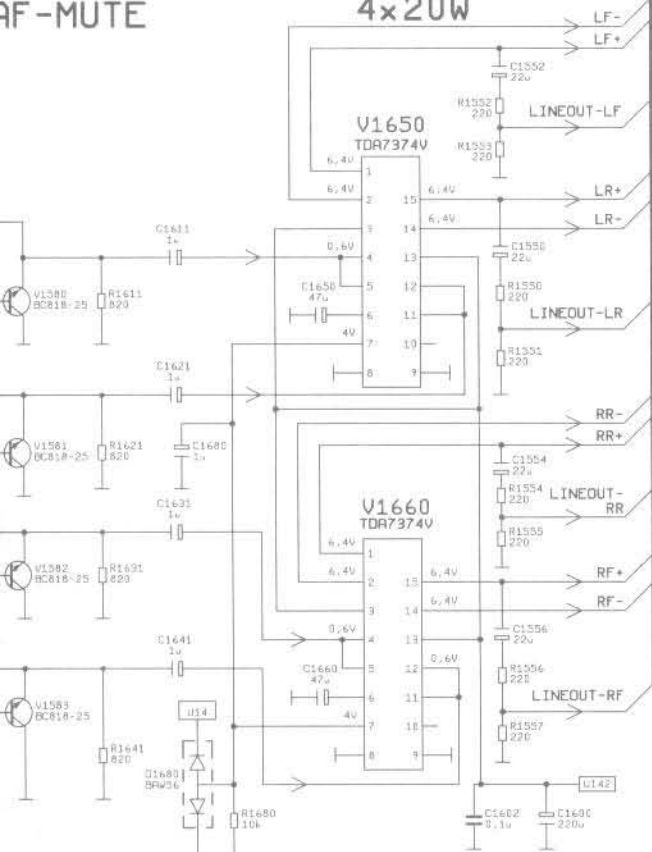 AF-MUTE
4x20W
LF-
LF+
C1552
22u
R1552
220
LINEOUT-LF
R1553
220
V1650
TDA7374V
6,4V
1
6,4V
2
15
6,4V
LR+
3
14
6,4V
LR-
C1611
1u
0,6V
4
13
C1550
22u
5
12
C1650
47u
R1550
220
V1580
BC818-25
R1611
820
6
11
LINEOUT-LR
4V
7
10
R1551
220
8
9
C1621
1u
RR-
RR+
V1581
BC818-25
R1621
820
C1680
1u
C1554
22u
R1554
220
LINEOUT-
RR
C1631
1u
V1660
TDA7374V
R1555
220
6,4V
1
V1582
BC818-25
R1631
820
6,4V
2
15
6,4V
RF+
3
14
6,4V
RF-
C1641
1u
0,6V
4
13
C1556
22u
5
12
0,6V
C1660
47u
R1556
220
V1583
BC818-25
U14
6
11
LINEOUT-RF
4V
7
10
R1557
220
R1641
820
8
9
D1680
BAW56
U142
R1680
10k
C1602
0,1u
C1600
220u